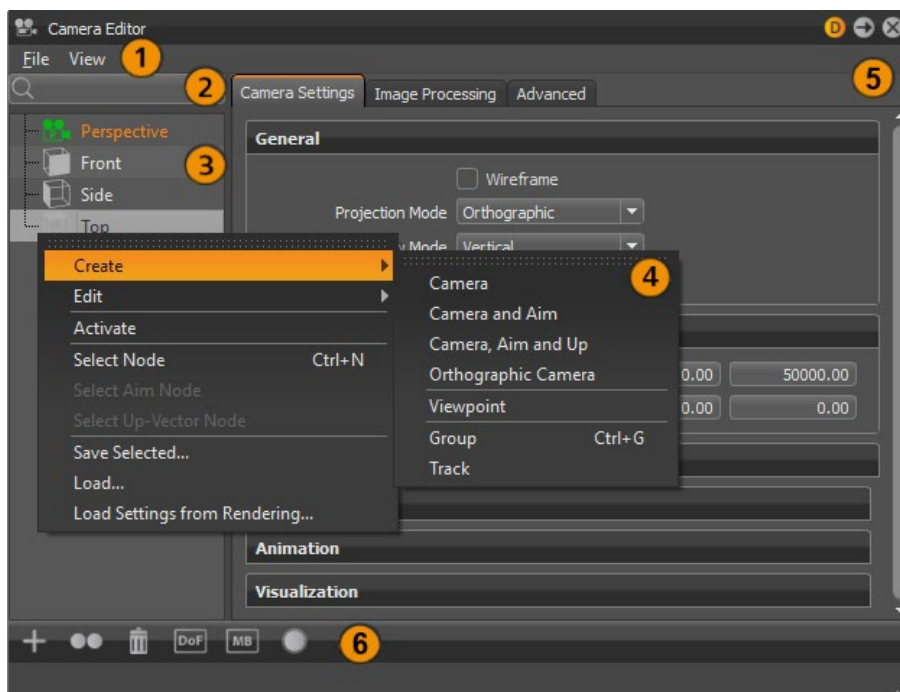 Camera Editor D
File View 1
2 5
Camera Settings Image Processing Advanced
Perspective
Front 3
Side
Top
General
Wireframe
Projection Mode Orthographic
Mode Vertical
Create
Edit
Activate
Select Node Ctrl+N
Select Aim Node
Select Up-Vector Node
Save Selected...
Load...
Load Settings from Rendering...
4
Camera
Camera and Aim
Camera, Aim and Up
Orthographic Camera
Viewpoint
Group Ctrl+G
Track
0.00 50000.00
0.00 0.00
Animation
Visualization
DoF MB 6